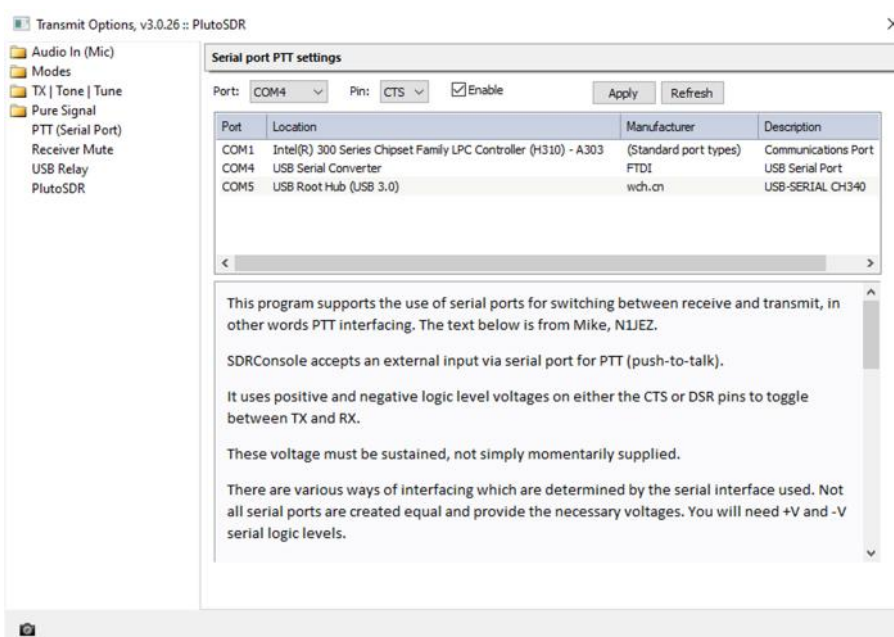 Transmit Options, v3.0.26 :: PlutoSDR
Audio In (Mic)
Modes
TX | Tone | Tune
Pure Signal
PTT (Serial Port)
Receiver Mute
USB Relay
PlutoSDR
Serial port PTT settings
Port: COM4 Pin: CTS Enable Apply Refresh
Port Location Manufacturer Description
COM1 Intel(R) 300 Series Chipset Family LPC Controller (H310) - A303 (Standard port types) Communications Port
COM4 USB Serial Converter FTDI USB Serial Port
COM5 USB Root Hub (USB 3.0) wch.cn USB-SERIAL CH340
This program supports the use of serial ports for switching between receive and transmit, in
other words PTT interfacing. The text below is from Mike, N1JEZ.
SDRConsole accepts an external input via serial port for PTT (push-to-talk).
It uses positive and negative logic level voltages on either the CTS or DSR pins to toggle
between TX and RX.
These voltage must be sustained, not simply momentarily supplied.
There are various ways of interfacing which are determined by the serial interface used. Not
all serial ports are created equal and provide the necessary voltages. You will need +V and -V
serial logic levels.